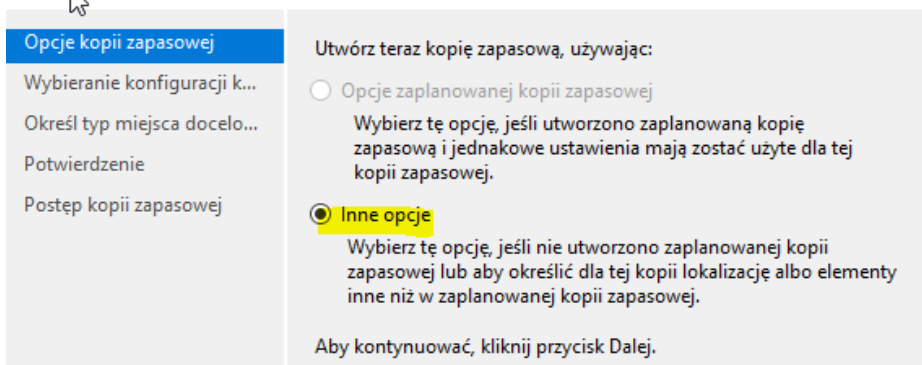 Opcje kopii zapasowej
Wybieranie konfiguracji k...
Określ typ miejsca docelo...
Potwierdzenie
Postęp kopii zapasowej
Utwórz teraz kopię zapasową, używając:
Opcje zaplanowanej kopii zapasowej
Wybierz tę opcję, jeśli utworzono zaplanowaną kopię
zapasową i jednakowe ustawienia mają zostać użyte dla tej
kopii zapasowej.
Inne opcje
Wybierz tę opcję, jeśli nie utworzono zaplanowanej kopii
zapasowej lub aby określić dla tej kopii lokalizację albo elementy
inne niż w zaplanowanej kopii zapasowej.
Aby kontynuować, kliknij przycisk Dalej.